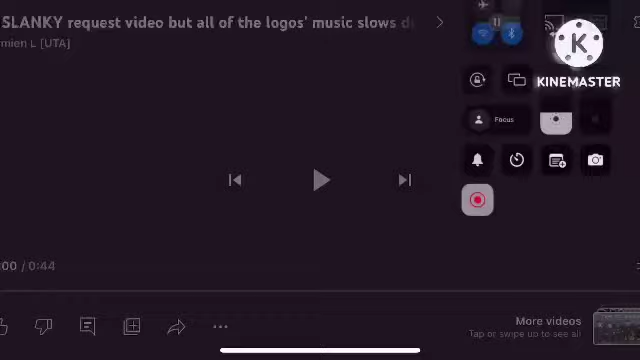 SLANKY request video but all of the logos' music slows d
mien L [UTA]
KINEMASTER
Focus
:00 / 0:44
More videos
Tap or swipe up to see all